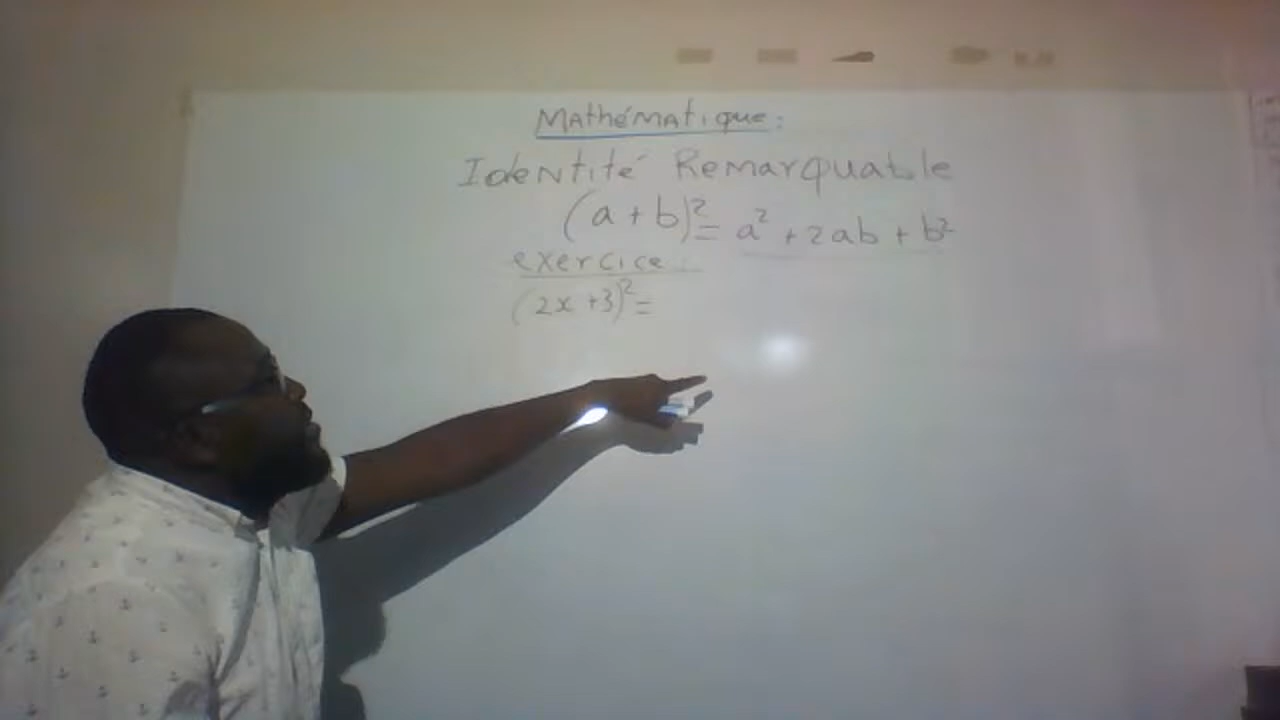 Mathématique:
Identité Remarquable
(a+b)² = a² + 2ab + b²
exercice:
(2x+3)² =